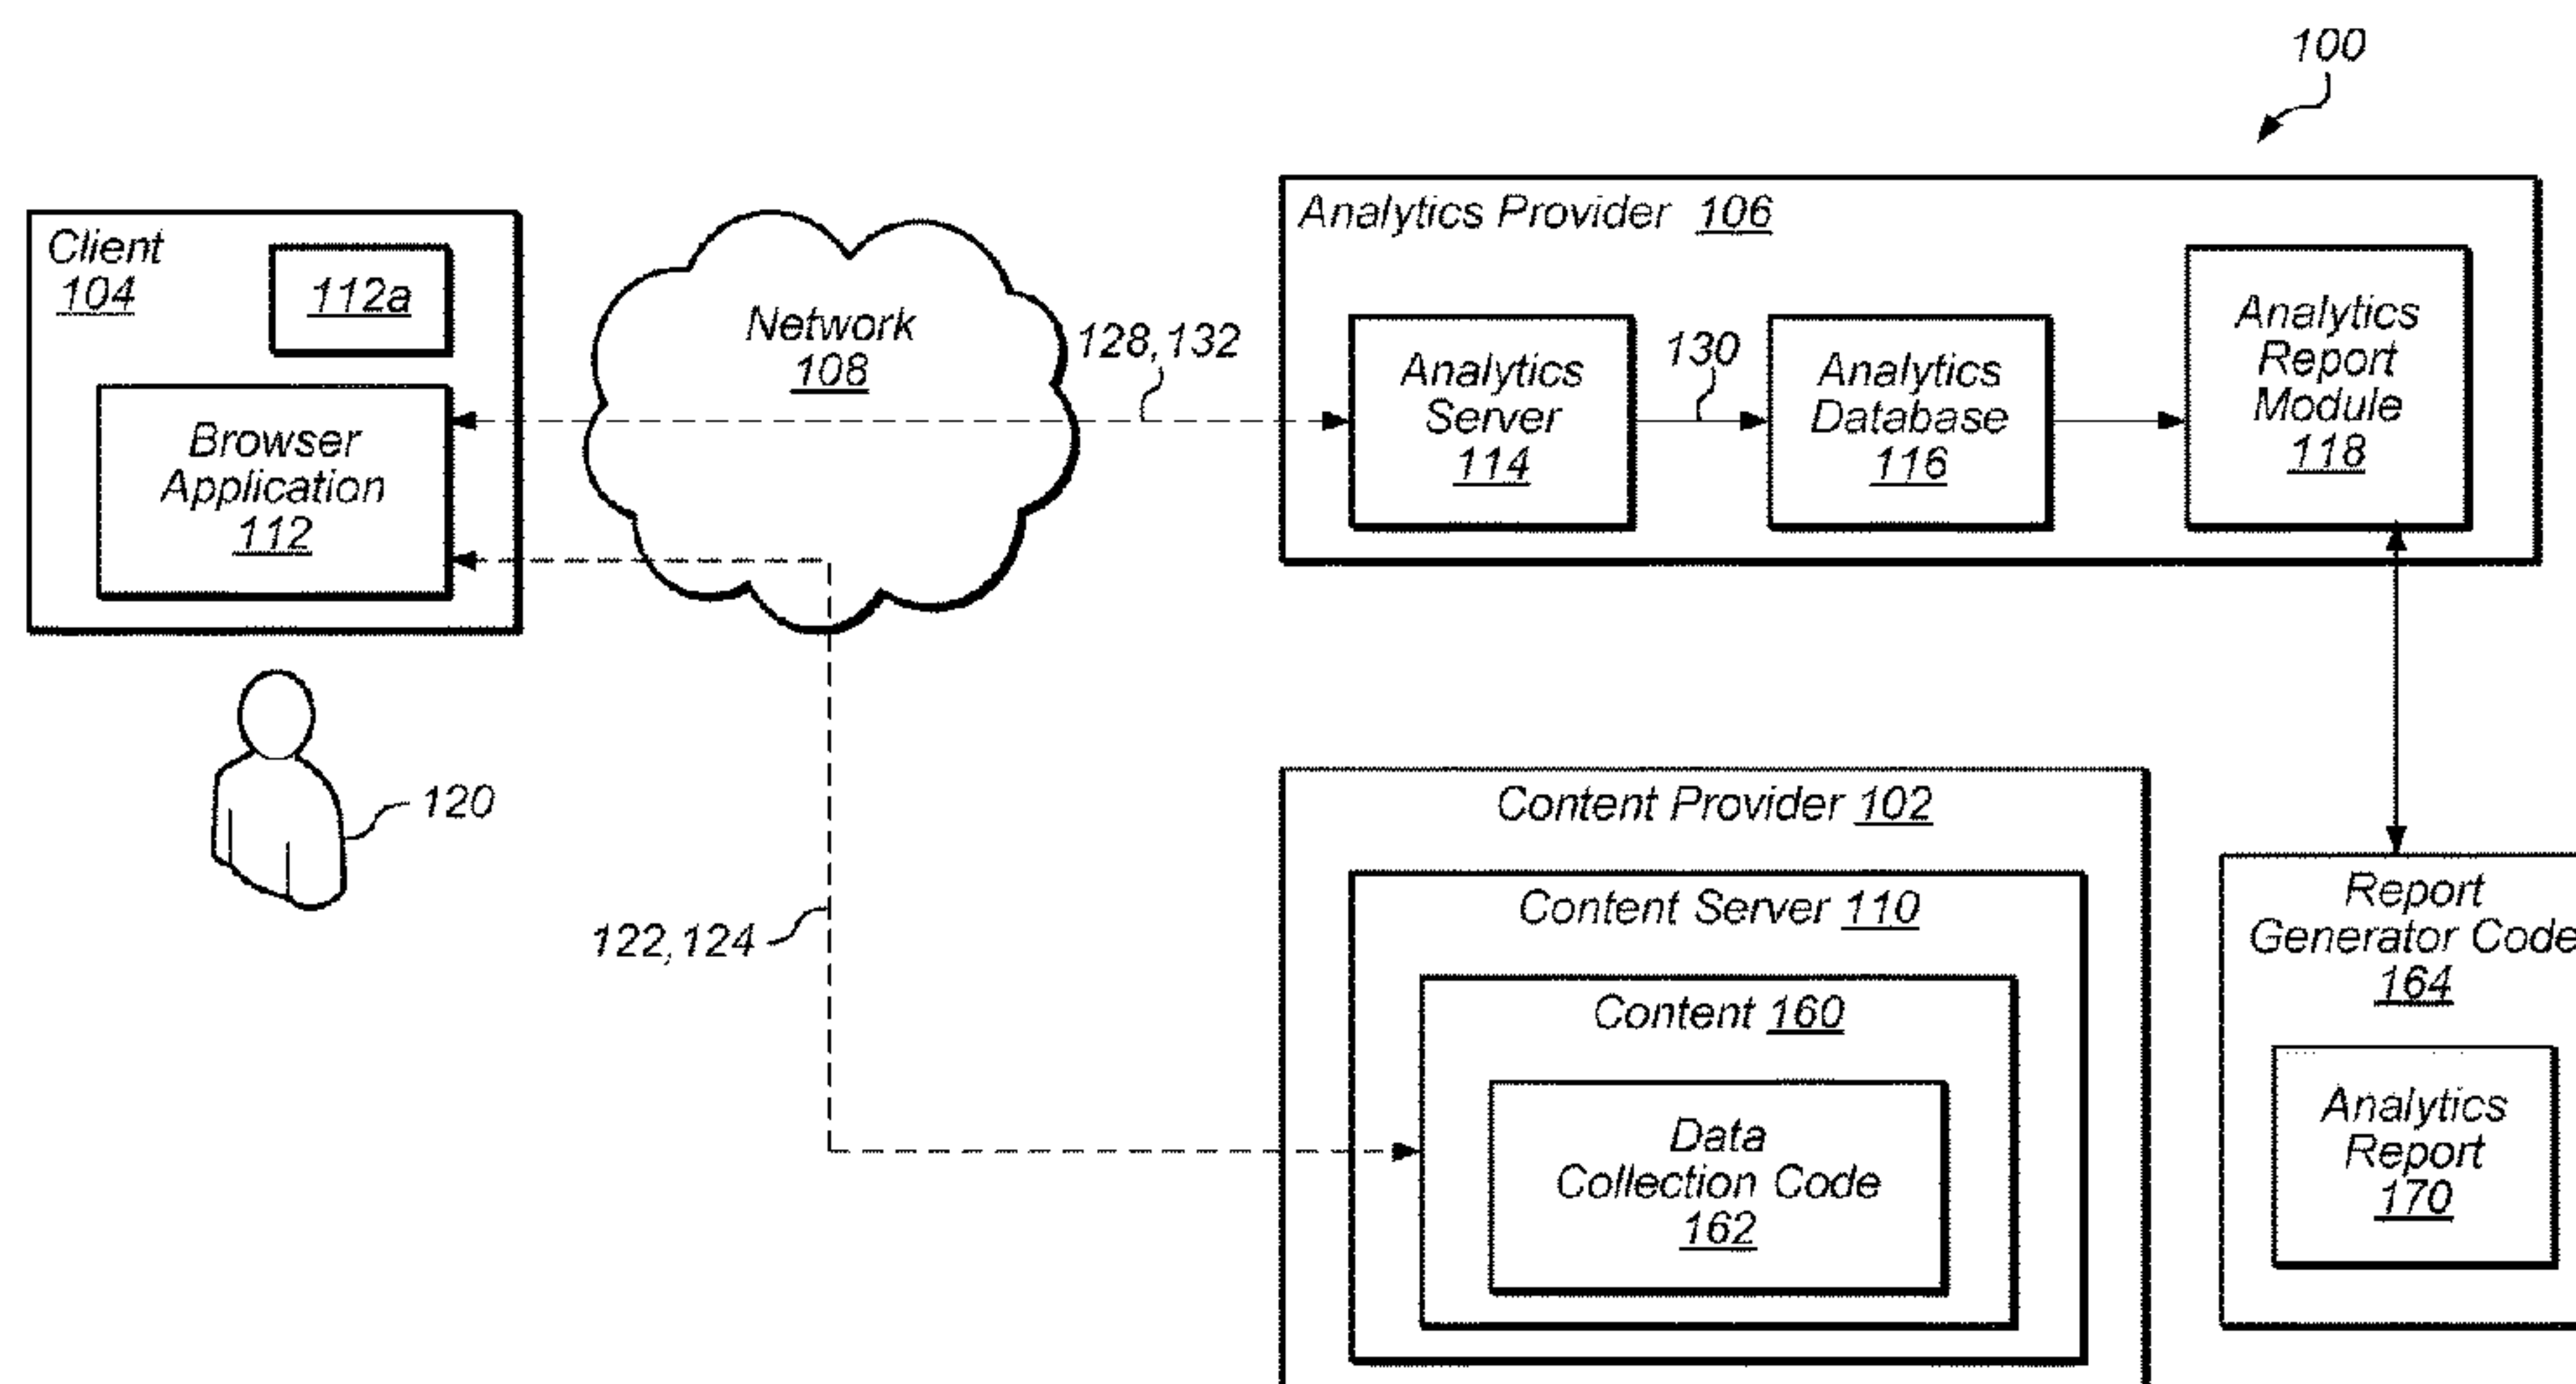 100
Client
104
112a
Browser
Application
112
Network
108
128,132
Analytics Provider 106
Analytics
Server
114
130
Analytics
Database
116
Analytics
Report
Module
118
120
122,124
Content Provider 102
Content Server 110
Content 160
Data
Collection Code
162
Report
Generator Code
164
Analytics
Report
170